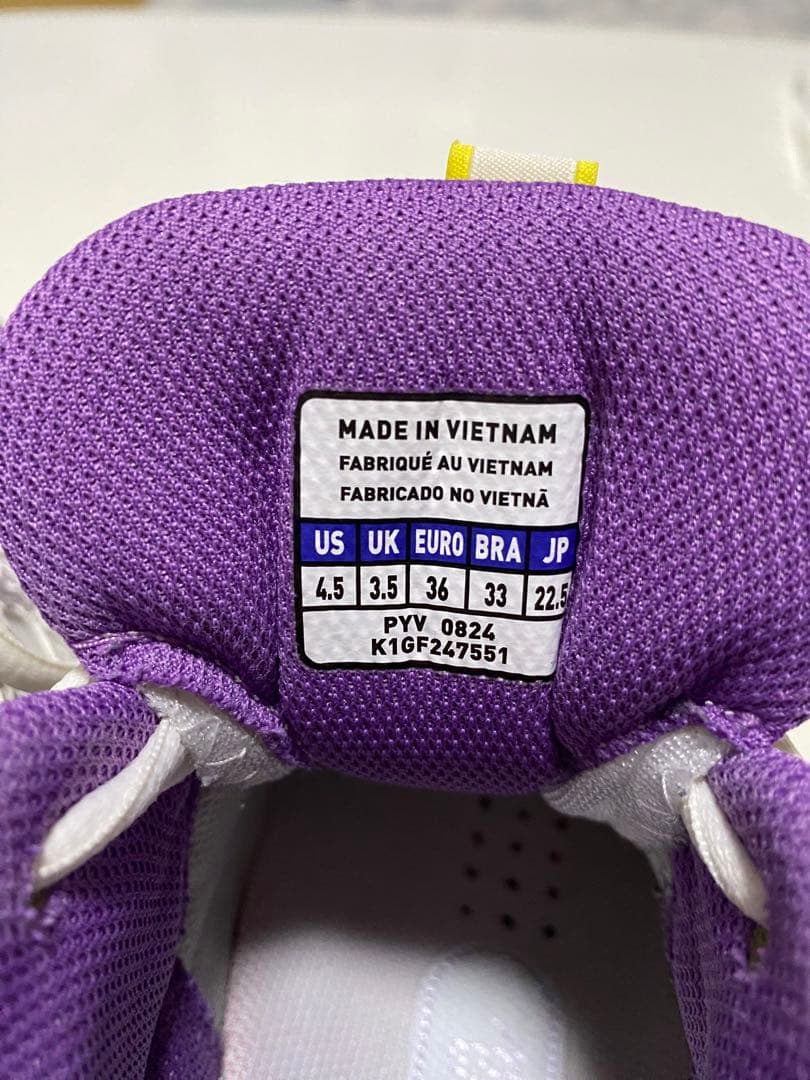 MADE IN VIETNAM
FABRIQUÉ AU VIETNAM
FABRICADO NO VIETNÃ
US UK EURO BRA JP
4.5 3.5 36 33 22.5
PYV 0824
K1GF247551